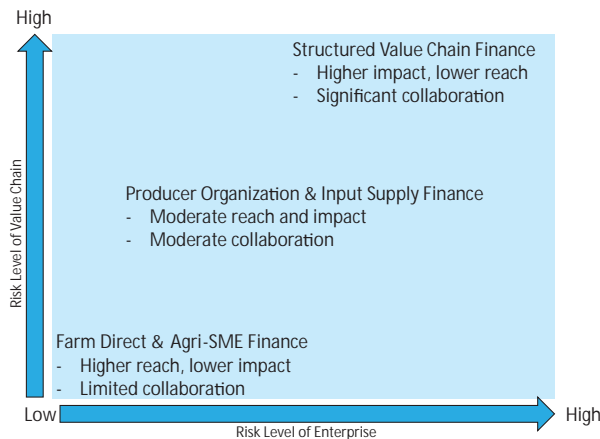 High
Structured Value Chain Finance
- Higher impact, lower reach
- Significant collaboration
Risk Level of Value Chain
Producer Organization & Input Supply Finance
- Moderate reach and impact
- Moderate collaboration
Farm Direct & Agri-SME Finance
- Higher reach, lower impact
- Limited collaboration
Low
High
Risk Level of Enterprise